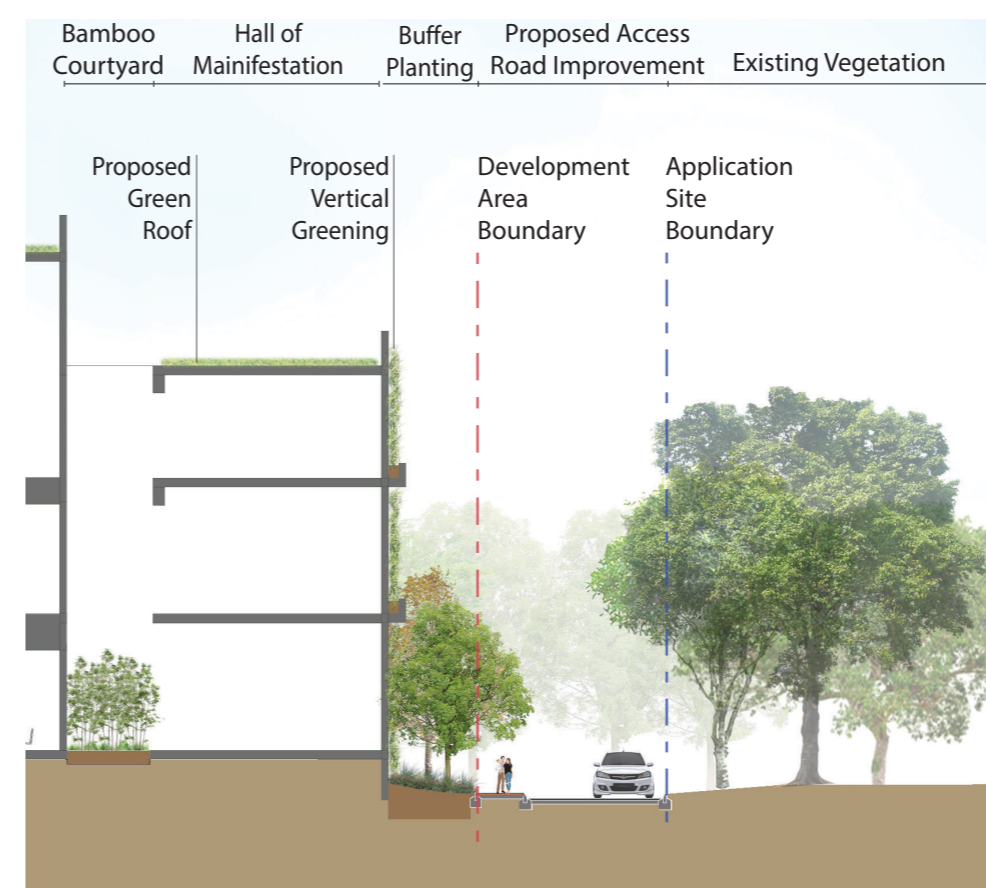 Bamboo
Courtyard
Hall of
Mainifestation
Buffer
Planting
Proposed Access
Road Improvement
Existing Vegetation
Proposed
Green
Roof
Proposed
Vertical
Greening
Development
Area
Boundary
Application
Site
Boundary